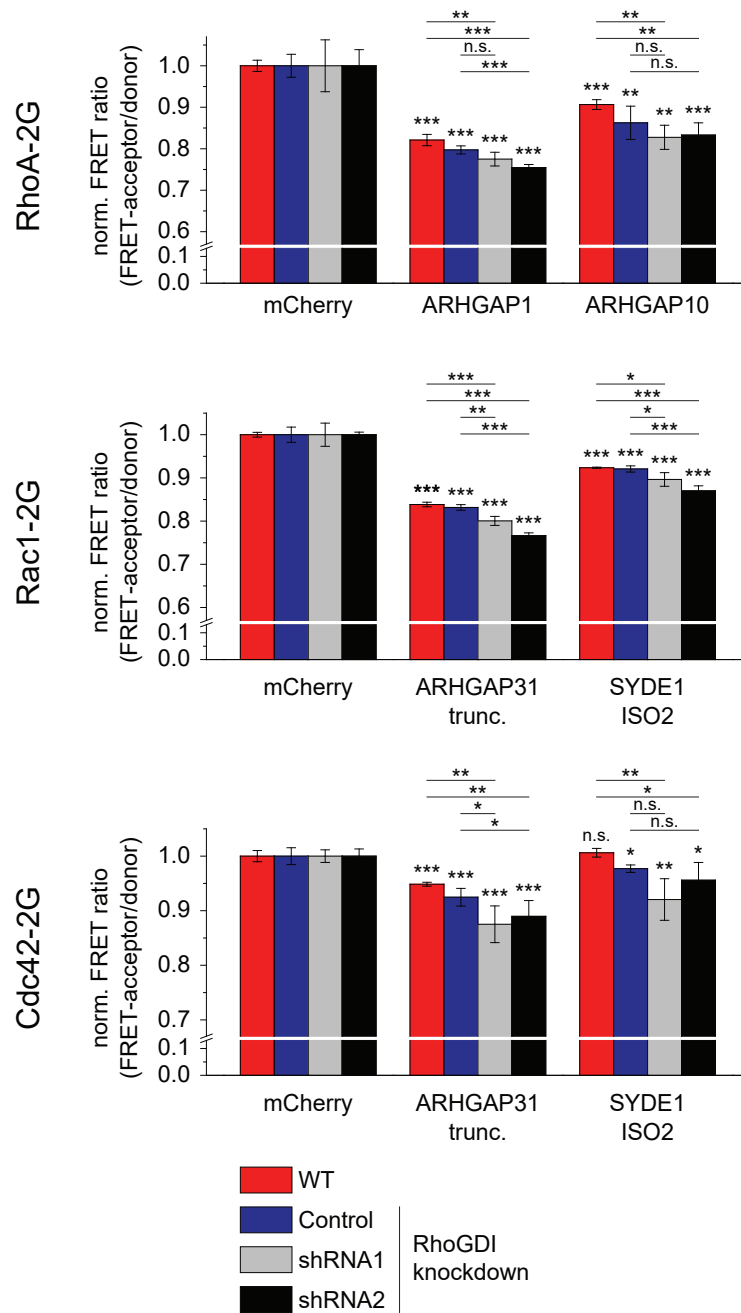 RhoA-2G
norm. FRET ratio
(FRET-acceptor/donor)
1.0
0.9
0.8
0.7
0.6
0.1
0.0
**
***
n.s.
***
*** *** *** ***
**
**
n.s.
n.s.
*** ** ** ***
mCherry ARHGAP1 ARHGAP10
Rac1-2G
norm. FRET ratio
(FRET-acceptor/donor)
1.0
0.9
0.8
0.7
0.6
0.1
0.0
***
***
**
***
*** *** *** ***
*
***
*
***
*** *** *** ***
mCherry ARHGAP31 SYDE1
trunc. ISO2
Cdc42-2G
norm. FRET ratio
(FRET-acceptor/donor)
1.0
0.9
0.8
0.7
0.1
0.0
**
**
*
*
*** *** *** ***
**
*
n.s.
n.s.
n.s. * ** *
mCherry ARHGAP31 SYDE1
trunc. ISO2
WT
Control
shRNA1
shRNA2
RhoGDI
knockdown